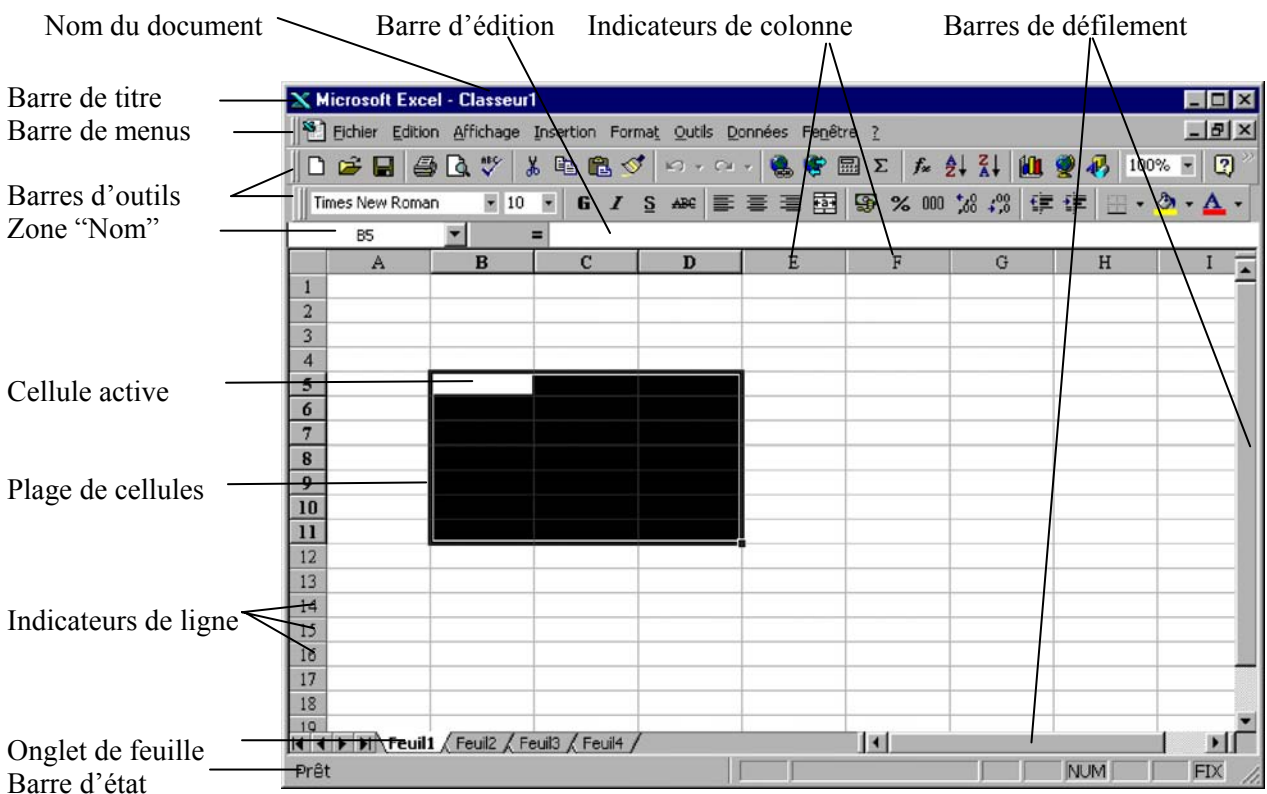 Nom du document Barre d’édition Indicateurs de colonne Barres de défilement
Barre de titre
Microsoft Excel - Classeur1
Barre de menus
Fichier Edition Affichage Insertion Format Outils Données Fenêtre ?
100%
Barres d’outils
Times New Roman 10 G I S ABC % 000
Zone “Nom”
B5 =
A B C D E F G H I
1
2
3
4
Cellule active
5
6
7
8
Plage de cellules
9
10
11
12
13
14
Indicateurs de ligne
15
16
17
18
19
Onglet de feuille
Feuil1 Feuil2 Feuil3 Feuil4
Barre d’état
Prêt NUM FIX